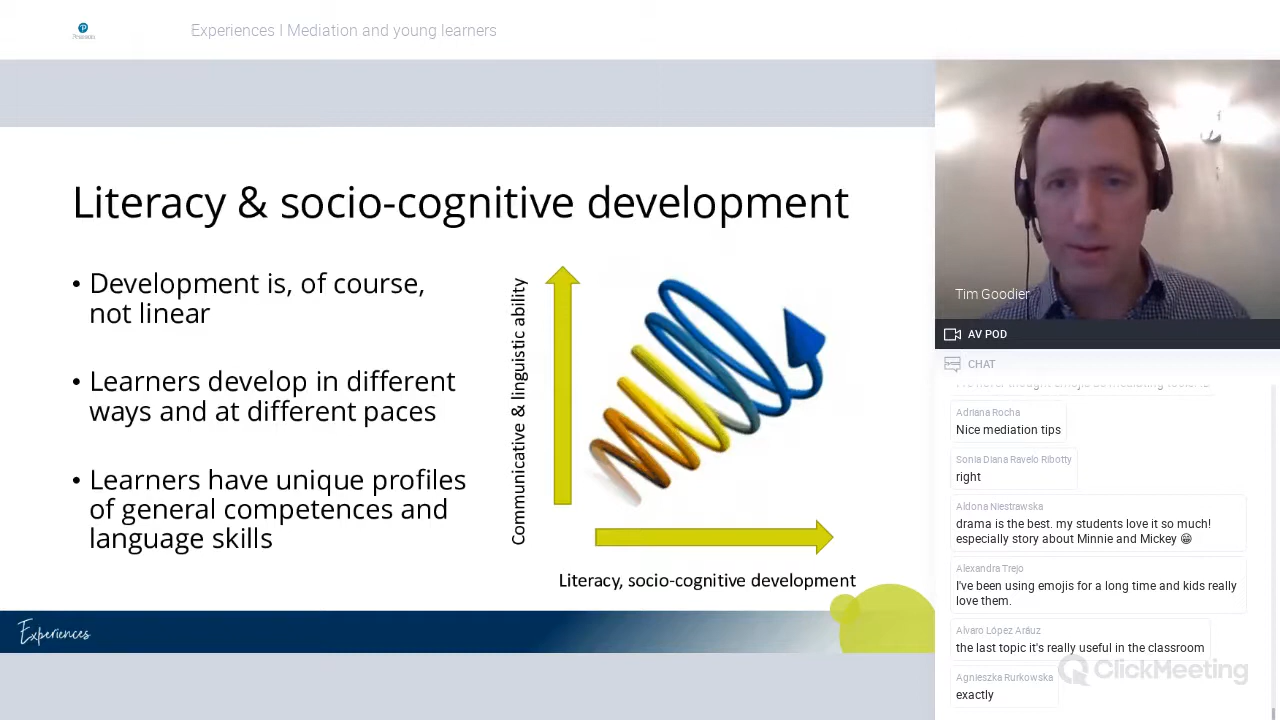 Pearson
Experiences I Mediation and young learners
Literacy & socio-cognitive development
• Development is, of course,
not linear
• Learners develop in different
ways and at different paces
• Learners have unique profiles
of general competences and
language skills
Communicative & linguistic ability
Literacy, socio-cognitive development
Experiences
Tim Goodier
AV POD
CHAT
Adriana Rocha
Nice mediation tips
Sonia Diana Ravelo Ribotty
right
Aldona Niestrawska
drama is the best. my students love it so much!
especially story about Minnie and Mickey 😁
Alexandra Trejo
I've been using emojis for a long time and kids really
love them.
Alvaro López Aráuz
the last topic it's really useful in the classroom
Agnieszka Rurkowska
exactly
ClickMeeting